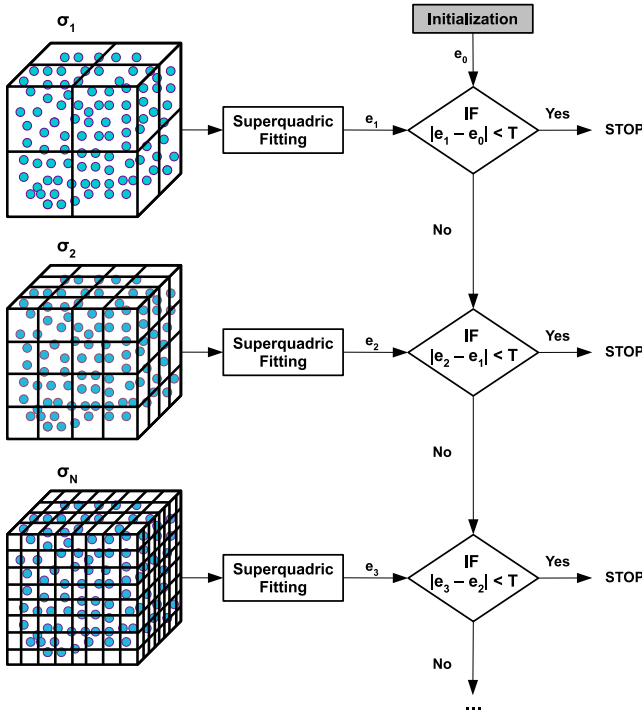 σ1
Initialization
e0
Superquadric
Fitting
e1
IF
|e1 – e0| < T
Yes
STOP
No
σ2
Superquadric
Fitting
e2
IF
|e2 – e1| < T
Yes
STOP
No
σN
Superquadric
Fitting
e3
IF
|e3 – e2| < T
Yes
STOP
No
...